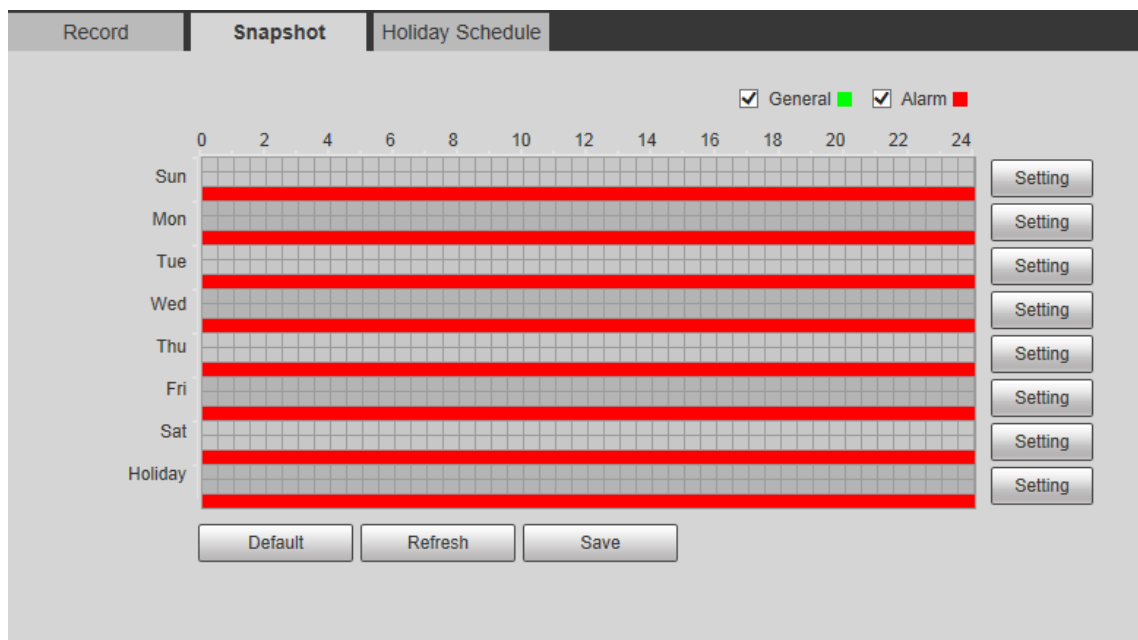 Record Snapshot Holiday Schedule
General Alarm
0 2 4 6 8 10 12 14 16 18 20 22 24
Sun Setting
Mon Setting
Tue Setting
Wed Setting
Thu Setting
Fri Setting
Sat Setting
Holiday Setting
Default Refresh Save